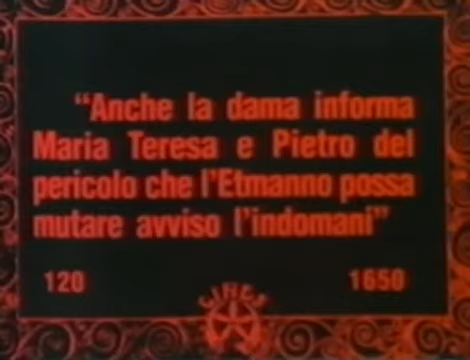 “Anche la dama informa
Maria Teresa e Pietro del
pericolo che l'Etmanno possa
mutare avviso l'indomani”
120 1650
CINES